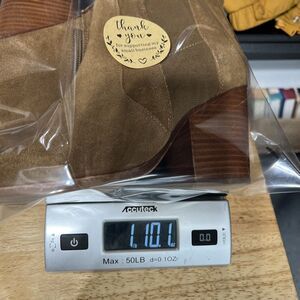 thank
you
for supporting my
small business
Accuteck
1.10.1
0.0
Max : 50LB d=0.1Oz